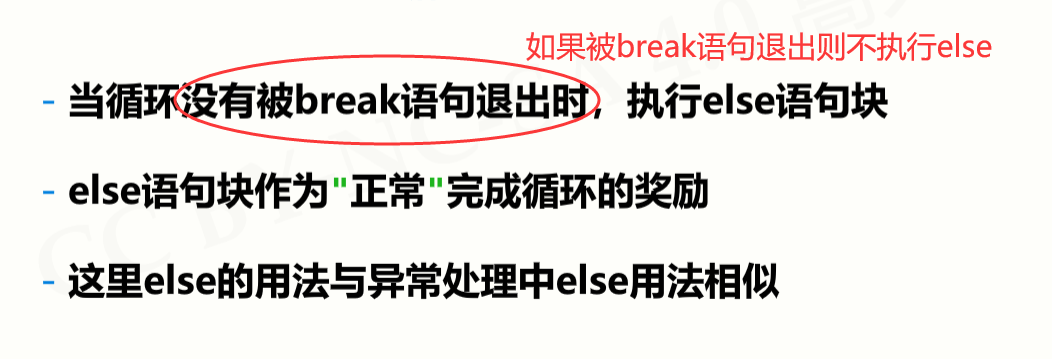 如果被break语句退出则不执行else
- 当循环没有被break语句退出时，执行else语句块
- else语句块作为"正常"完成循环的奖励
- 这里else的用法与异常处理中else用法相似